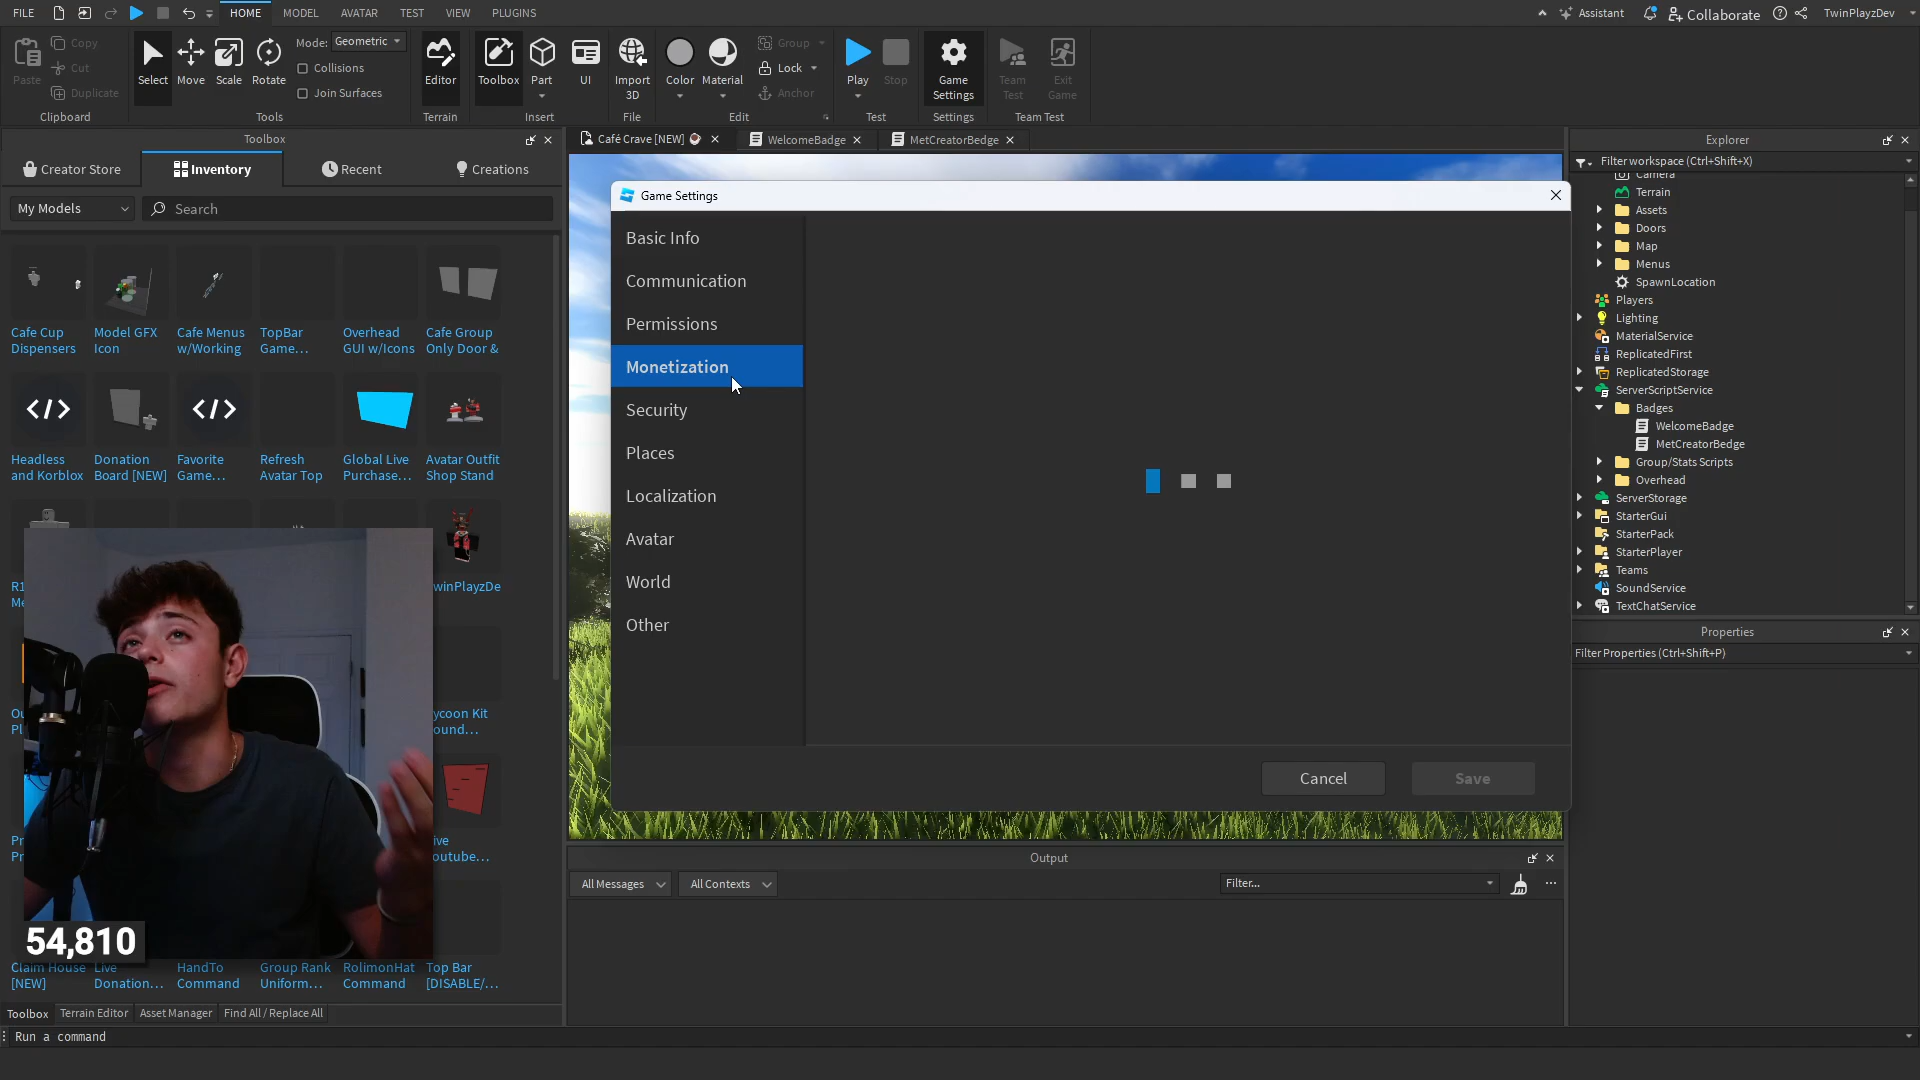 FILE
HOME
MODEL
AVATAR
TEST
VIEW
PLUGINS
Assistant
Collaborate
TwinPlayzDev
Paste
Copy
Cut
Duplicate
Clipboard
Select
Move
Scale
Rotate
Mode: Geometric
Collisions
Join Surfaces
Tools
Editor
Terrain
Toolbox
Part
UI
Insert
Import
3D
File
Color
Material
Group
Lock
Anchor
Edit
Play
Stop
Test
Game
Settings
Settings
Team
Test
Exit
Game
Team Test
Toolbox
Creator Store
Inventory
Recent
Creations
My Models
Search
Cafe Cup
Dispensers
Model GFX
Icon
Cafe Menus
w/Working
TopBar
Game...
Overhead
GUI w/Icons
Cafe Group
Only Door &
Headless
and Korblox
Donation
Board [NEW]
Favorite
Game...
Refresh
Avatar Top
Global Live
Purchase...
Avatar Outfit
Shop Stand
R1
Me
winPlayzDe
Ou
Pl
ycoon Kit
ound...
Pr
Pr
ive
outube...
54,810
Claim House
[NEW]
Live
Donation...
HandTo
Command
Group Rank
Uniform...
RolimonHat
Command
Top Bar
[DISABLE/...
Toolbox
Terrain Editor
Asset Manager
Find All / Replace All
Run a command
Café Crave [NEW]
WelcomeBadge
MetCreatorBedge
Game Settings
Basic Info
Communication
Permissions
Monetization
Security
Places
Localization
Avatar
World
Other
Cancel
Save
Output
All Messages
All Contexts
Filter...
Explorer
Filter workspace (Ctrl+Shift+X)
Camera
Terrain
Assets
Doors
Map
Menus
SpawnLocation
Players
Lighting
MaterialService
ReplicatedFirst
ReplicatedStorage
ServerScriptService
Badges
WelcomeBadge
MetCreatorBedge
Group/Stats Scripts
Overhead
ServerStorage
StarterGui
StarterPack
StarterPlayer
Teams
SoundService
TextChatService
Properties
Filter Properties (Ctrl+Shift+P)